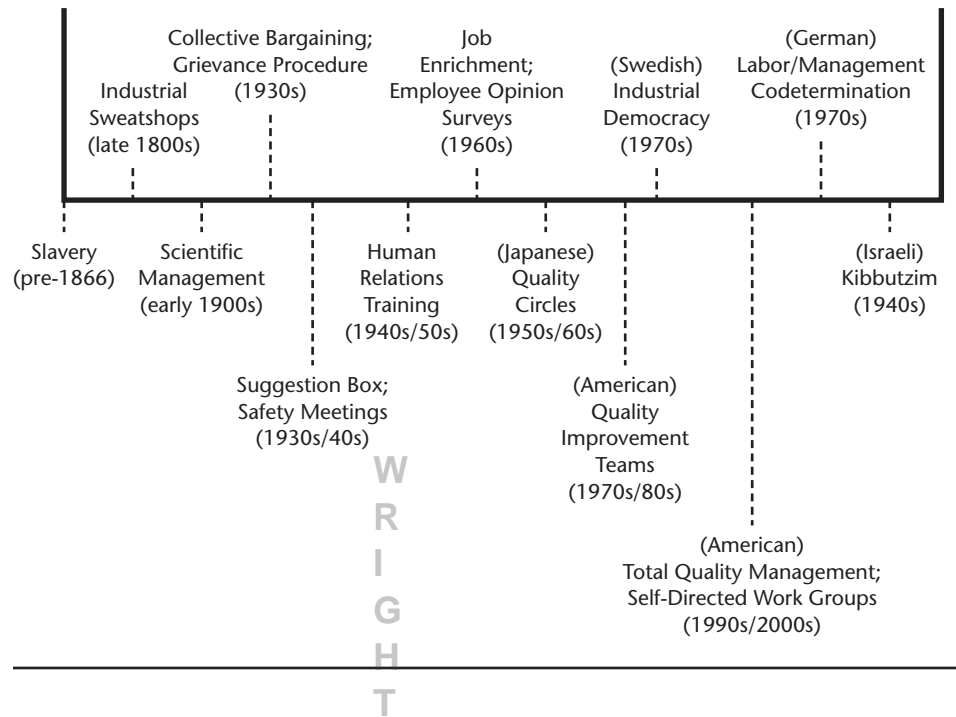 Collective Bargaining;
Grievance Procedure
(1930s)
Job
Enrichment;
Employee Opinion
Surveys
(1960s)
(German)
Labor/Management
Codetermination
(1970s)
Industrial
Sweatshops
(late 1800s)
(Swedish)
Industrial
Democracy
(1970s)
Slavery
(pre-1866)
Scientific
Management
(early 1900s)
Human
Relations
Training
(1940s/50s)
(Japanese)
Quality
Circles
(1950s/60s)
(Israeli)
Kibbutzim
(1940s)
Suggestion Box;
Safety Meetings
(1930s/40s)
(American)
Quality
Improvement
Teams
(1970s/80s)
(American)
Total Quality Management;
Self-Directed Work Groups
(1990s/2000s)
W
R
I
G
H
T